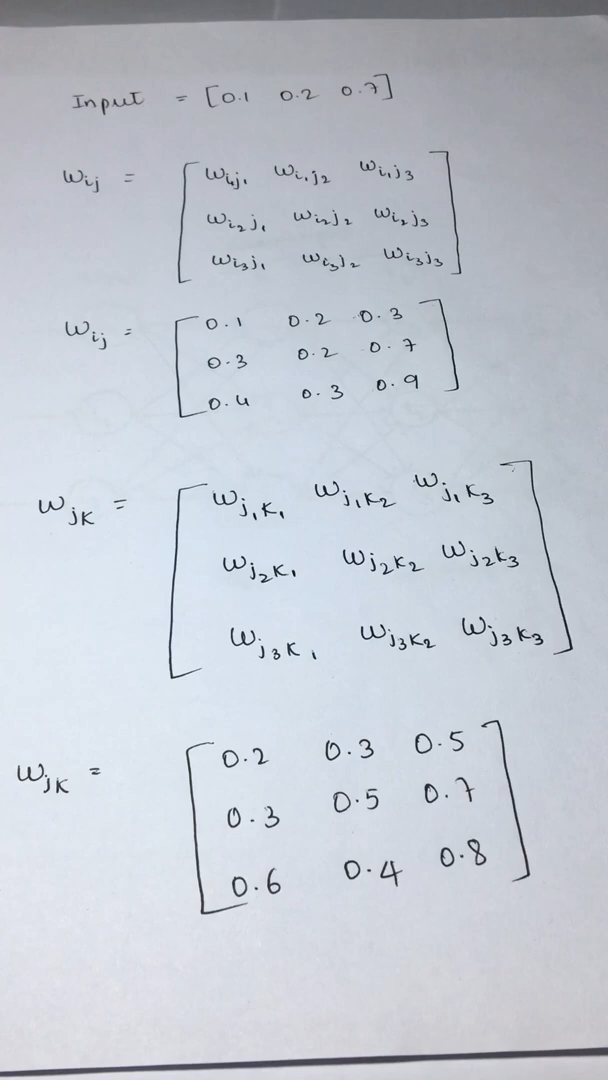 Input = [0.1 0.2 0.7]
wij = [wi1j1 wi1j2 wi1j3
wi2j1 wi2j2 wi2j3
wi3j1 wi3j2 wi3j3]
wij = [0.1 0.2 0.3
0.3 0.2 0.7
0.4 0.3 0.9]
wjk = [wj1k1 wj1k2 wj1k3
wj2k1 wj2k2 wj2k3
wj3k1 wj3k2 wj3k3]
wjk = [0.2 0.3 0.5
0.3 0.5 0.7
0.6 0.4 0.8]